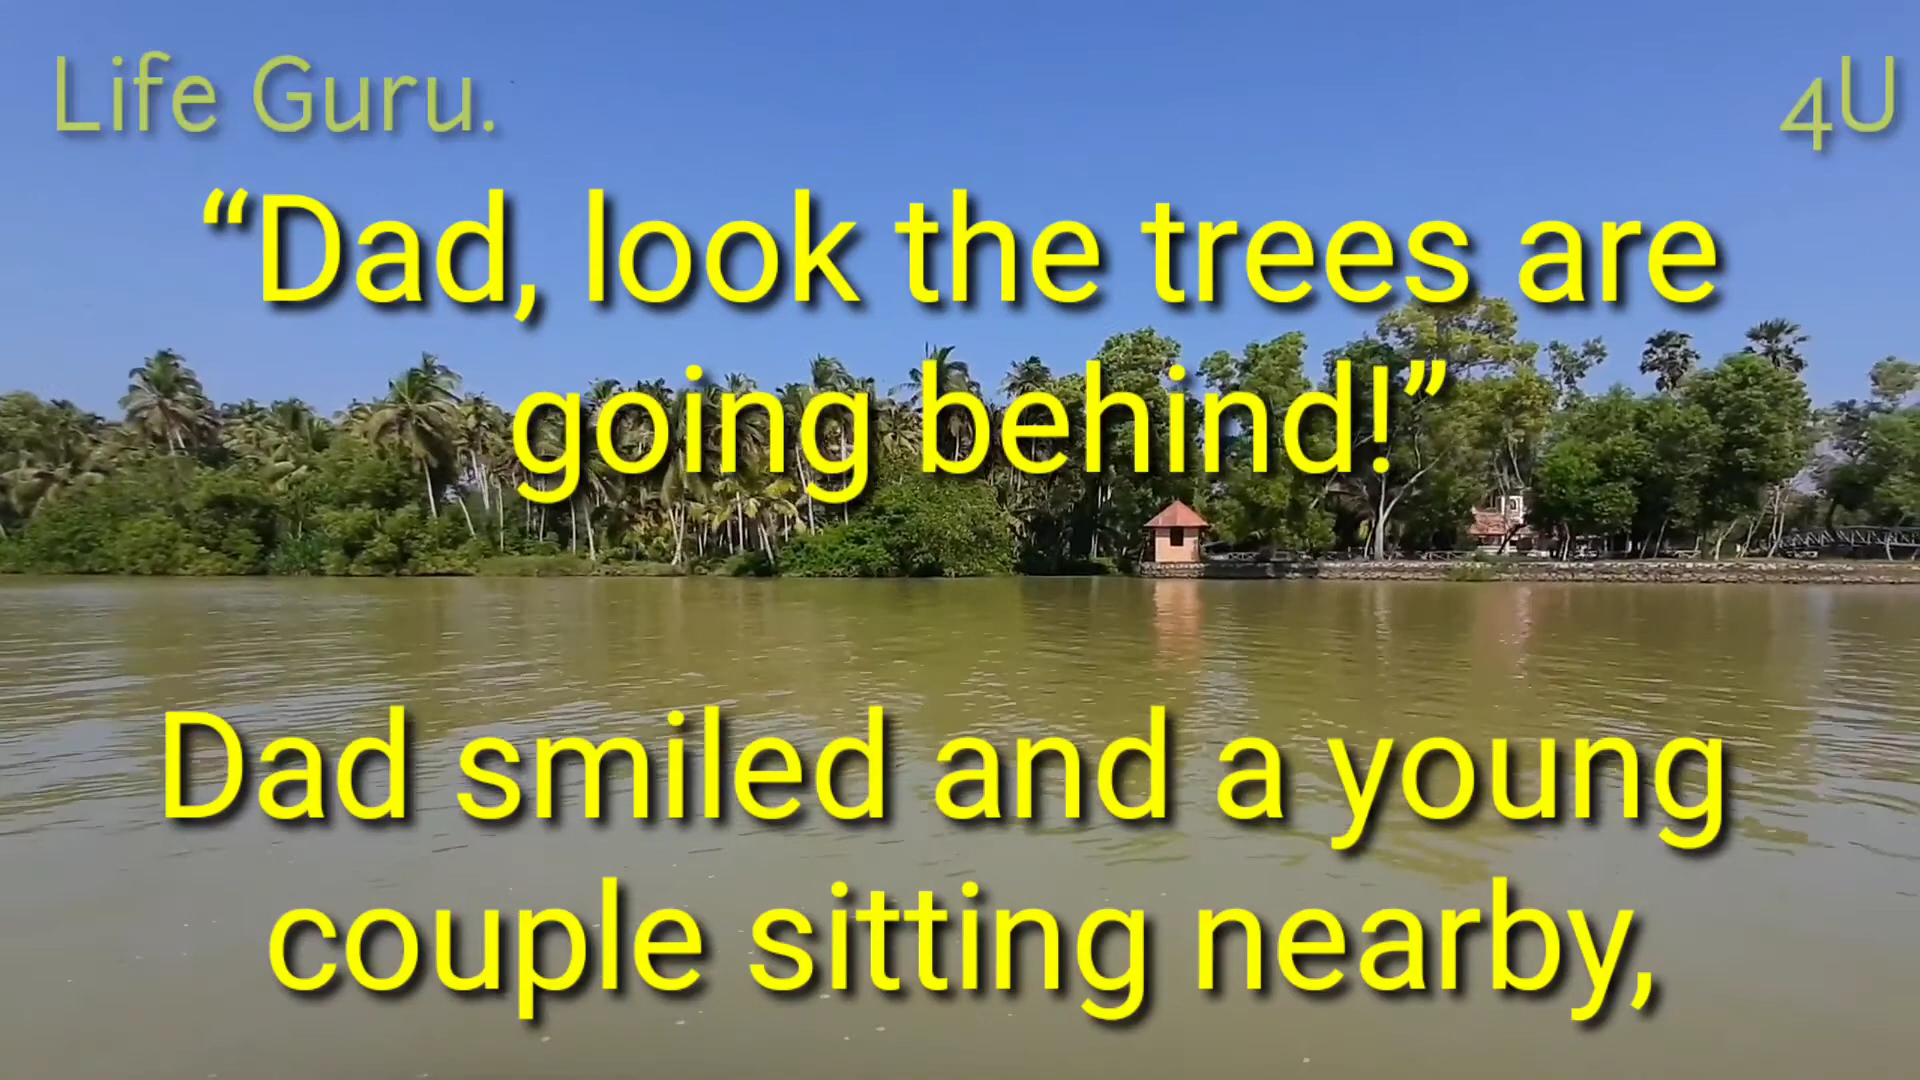 Life Guru.
4U
“Dad, look the trees are
going behind!”
Dad smiled and a young
couple sitting nearby,